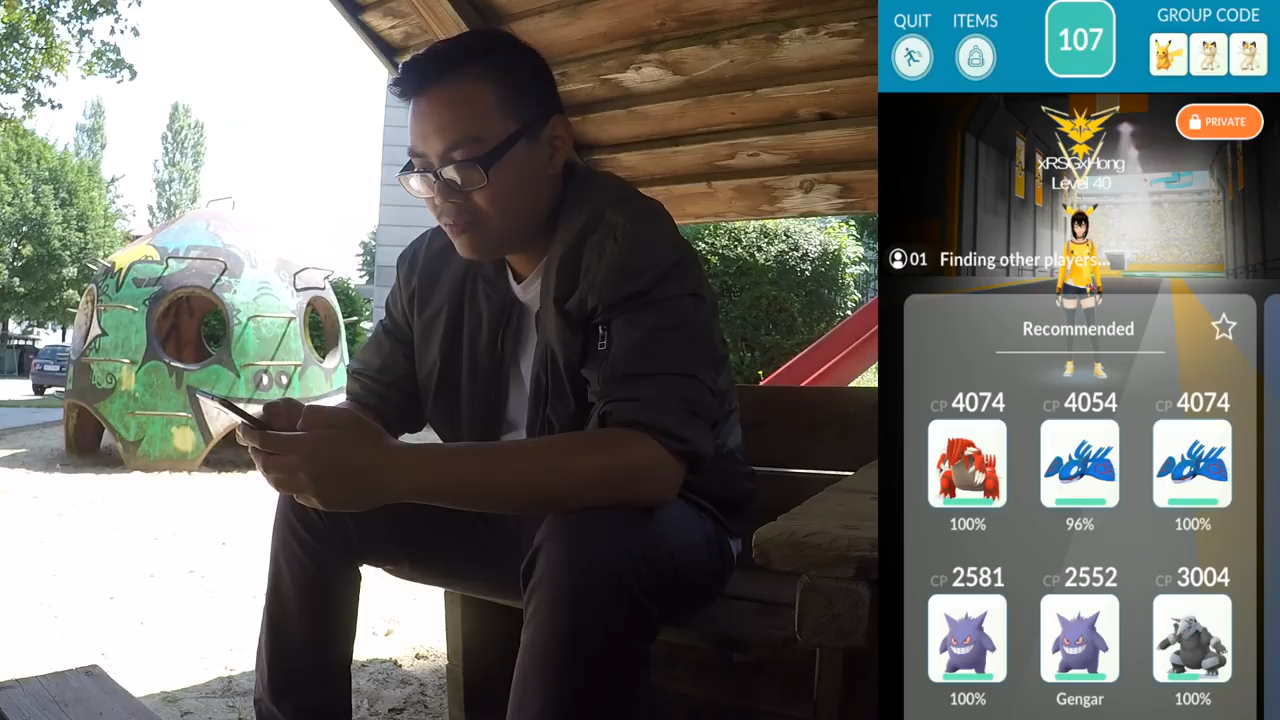 QUIT
ITEMS
107
GROUP CODE
PRIVATE
xRSGxHong
Level 40
01 Finding other players...
Recommended
CP 4074
CP 4054
CP 4074
100%
96%
100%
CP 2581
CP 2552
CP 3004
100%
Gengar
100%